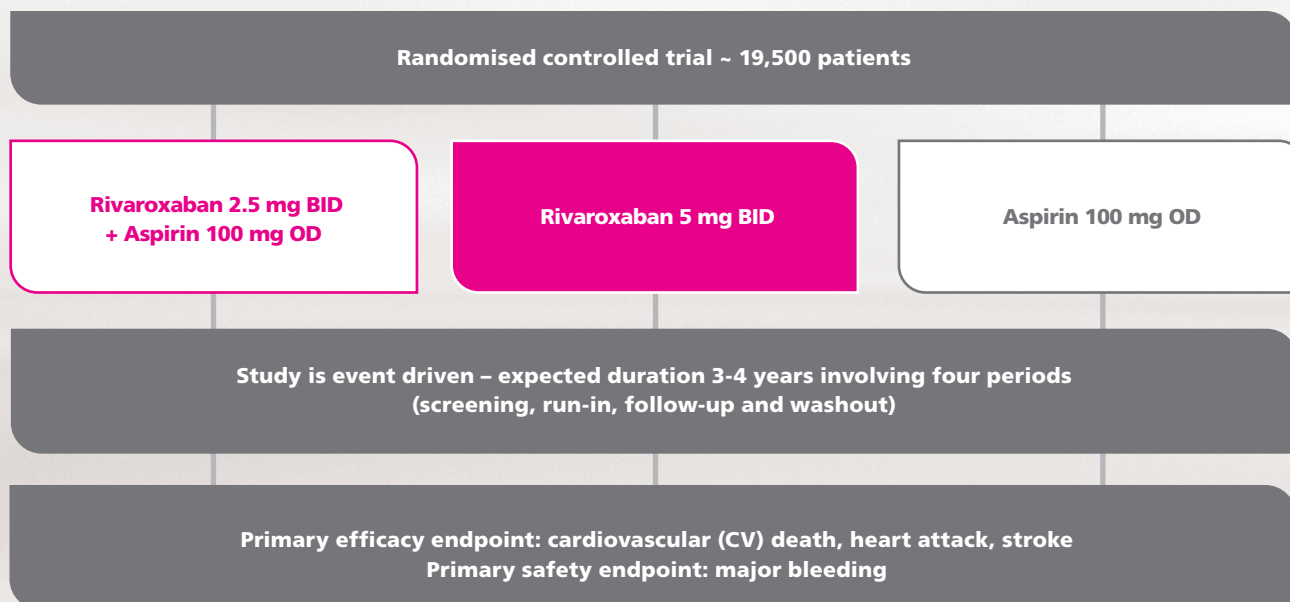 Randomised controlled trial ~ 19,500 patients
Rivaroxaban 2.5 mg BID
+ Aspirin 100 mg OD
Rivaroxaban 5 mg BID
Aspirin 100 mg OD
Study is event driven – expected duration 3-4 years involving four periods
(screening, run-in, follow-up and washout)
Primary efficacy endpoint: cardiovascular (CV) death, heart attack, stroke
Primary safety endpoint: major bleeding